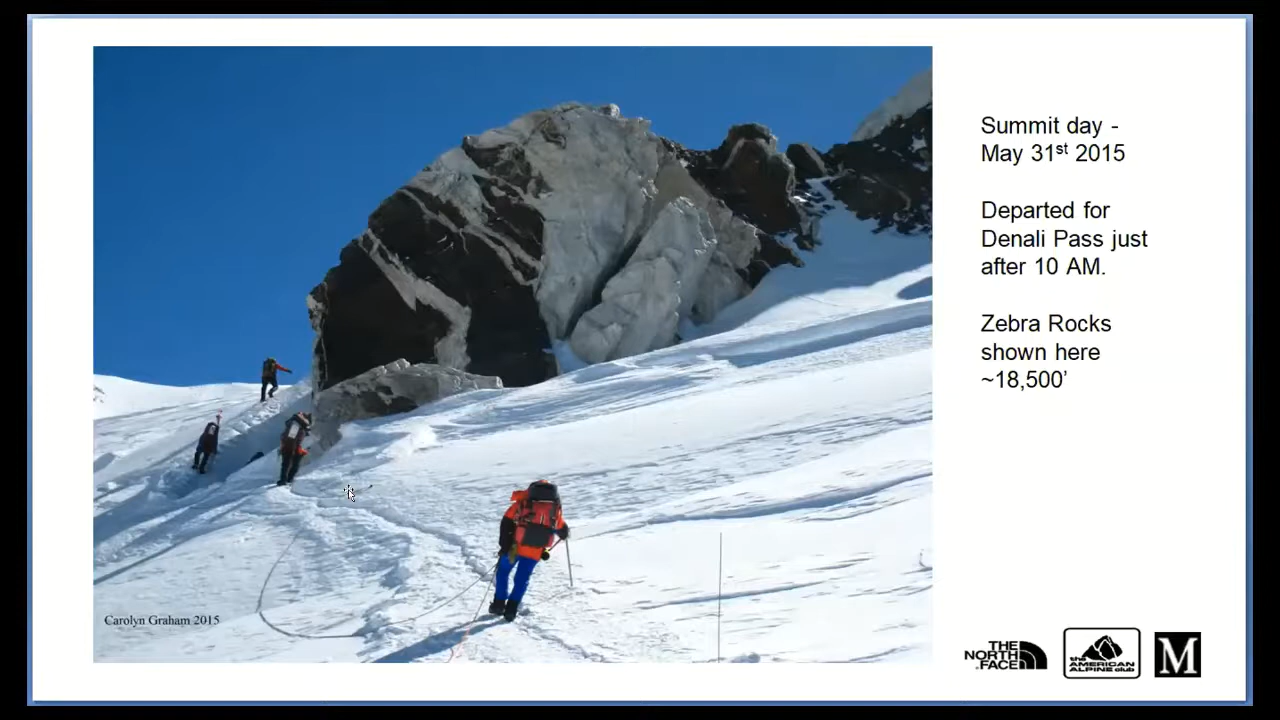 Summit day -
May 31st 2015
Departed for
Denali Pass just
after 10 AM.
Zebra Rocks
shown here
~18,500’
Carolyn Graham 2015
THE
NORTH
FACE
the
AMERICAN
ALPINE club
M